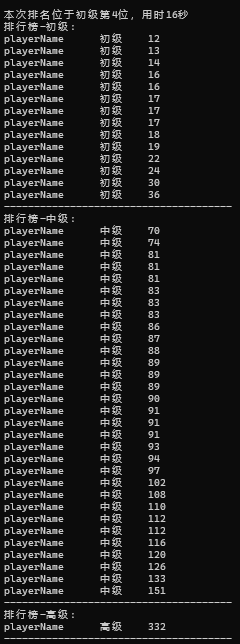 本次排名位于初级第4位, 用时16秒
排行榜-初级:
playerName 初级 12
playerName 初级 13
playerName 初级 14
playerName 初级 16
playerName 初级 16
playerName 初级 17
playerName 初级 17
playerName 初级 17
playerName 初级 18
playerName 初级 19
playerName 初级 22
playerName 初级 24
playerName 初级 30
playerName 初级 36
--------------------------------------
排行榜-中级:
playerName 中级 70
playerName 中级 74
playerName 中级 81
playerName 中级 81
playerName 中级 81
playerName 中级 83
playerName 中级 83
playerName 中级 83
playerName 中级 86
playerName 中级 87
playerName 中级 88
playerName 中级 89
playerName 中级 89
playerName 中级 89
playerName 中级 90
playerName 中级 91
playerName 中级 91
playerName 中级 91
playerName 中级 93
playerName 中级 94
playerName 中级 97
playerName 中级 102
playerName 中级 108
playerName 中级 110
playerName 中级 112
playerName 中级 112
playerName 中级 116
playerName 中级 120
playerName 中级 126
playerName 中级 133
playerName 中级 151
--------------------------------------
排行榜-高级:
playerName 高级 332
--------------------------------------